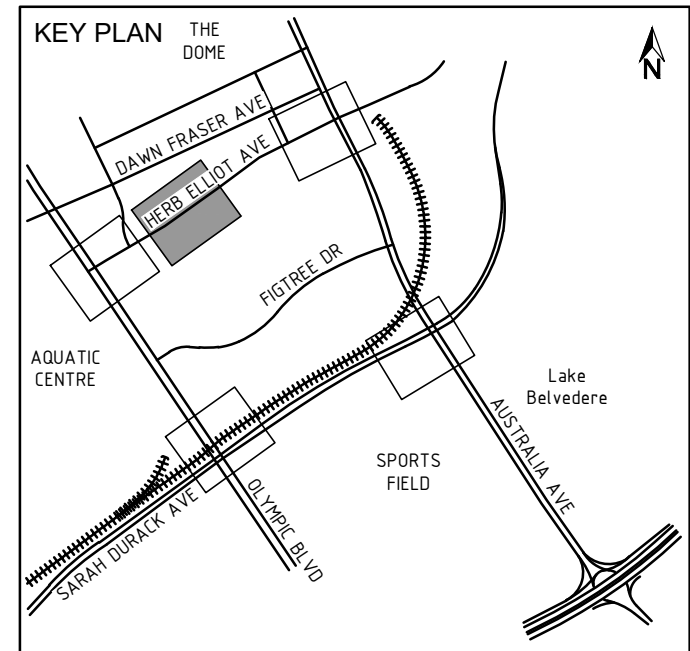 KEY PLAN
THE
DOME
N
DAWN FRASER AVE
HERB ELLIOT AVE
FIGTREE DR
AQUATIC
CENTRE
Lake
Belvedere
AUSTRALIA AVE
SPORTS
FIELD
OLYMPIC BLVD
SARAH DURACK AVE